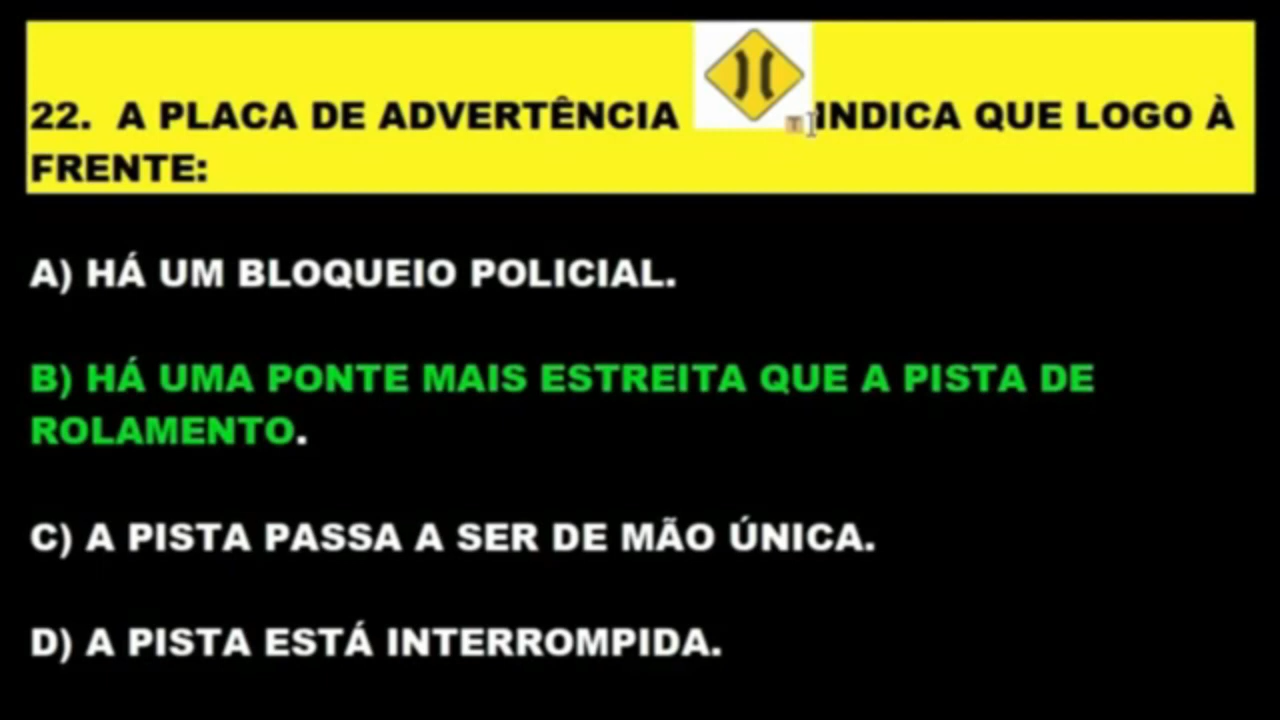 22. A PLACA DE ADVERTÊNCIA INDICA QUE LOGO À
FRENTE:
A) HÁ UM BLOQUEIO POLICIAL.
B) HÁ UMA PONTE MAIS ESTREITA QUE A PISTA DE
ROLAMENTO.
C) A PISTA PASSA A SER DE MÃO ÚNICA.
D) A PISTA ESTÁ INTERROMPIDA.